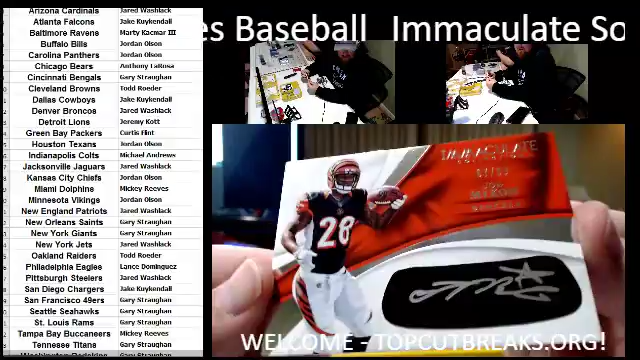 es Baseball   Immaculate So
Arizona Cardinals Jared Washlack
Atlanta Falcons Jake Kuykendall
Baltimore Ravens Marty Kacmar III
Buffalo Bills Jordan Olson
Carolina Panthers Jordan Olson
Chicago Bears Anthony LaRosa
Cincinnati Bengals Gary Straughan
Cleveland Browns Todd Roeder
Dallas Cowboys Jake Kuykendall
Denver Broncos Jared Washlack
Detroit Lions Jeremy Kott
Green Bay Packers Curtis Flint
Houston Texans Jordan Olson
Indianapolis Colts Michael Andrews
Jacksonville Jaguars Jared Washlack
Kansas City Chiefs Jordan Olson
Miami Dolphins Mickey Reeves
Minnesota Vikings Jordan Olson
New England Patriots Jared Washlack
New Orleans Saints Gary Straughan
New York Giants Gary Straughan
New York Jets Jared Washlack
Oakland Raiders Todd Roeder
Philadelphia Eagles Lance Dominguez
Pittsburgh Steelers Jared Washlack
San Diego Chargers Jake Kuykendall
San Francisco 49ers Gary Straughan
Seattle Seahawks Gary Straughan
St. Louis Rams Gary Straughan
Tampa Bay Buccaneers Mickey Reeves
Tennessee Titans Gary Straughan
IMMACULATE
JOE
MIXON
28
WELCOME - TOPCUTBREAKS.ORG!